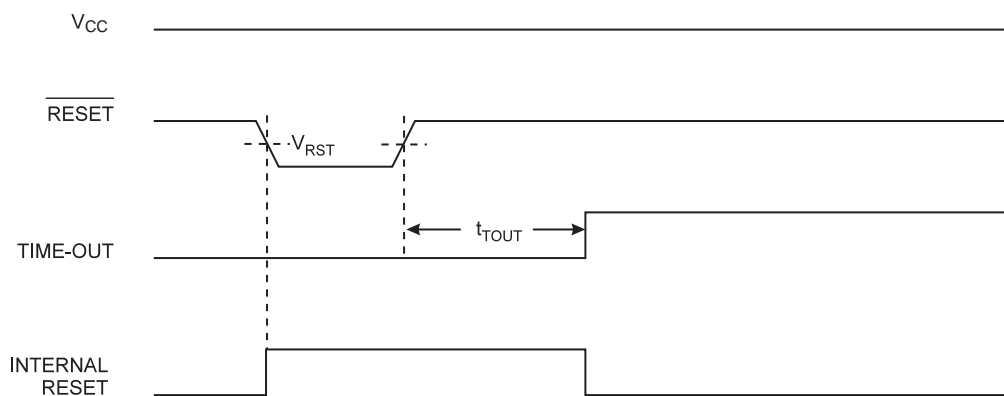 VCC
RESET
VRST
tTOUT
TIME-OUT
INTERNAL
RESET